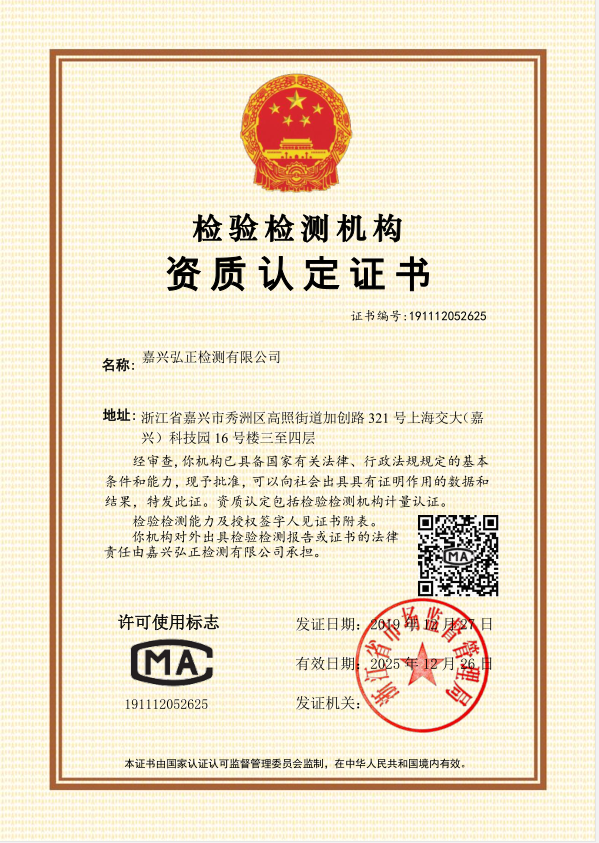 检验检测机构
资质认定证书
证书编号:191112052625
名称: 嘉兴弘正检测有限公司
地址: 浙江省嘉兴市秀洲区高照街道加创路 321 号上海交大（嘉
兴）科技园 16 号楼三至四层
经审查,你机构已具备国家有关法律、行政法规规定的基本
条件和能力，现予批准，可以向社会出具具有证明作用的数据和
结果，特发此证。资质认定包括检验检测机构计量认证。
检验检测能力及授权签字人见证书附表。
你机构对外出具检验检测报告或证书的法律
责任由嘉兴弘正检测有限公司承担。
MA
许可使用标志
MA
191112052625
发证日期: 2019 年 12 月 27 日
有效日期: 2025 年 12 月 26 日
发证机关:
浙江省市场监督管理局
本证书由国家认证认可监督管理委员会监制，在中华人民共和国境内有效。